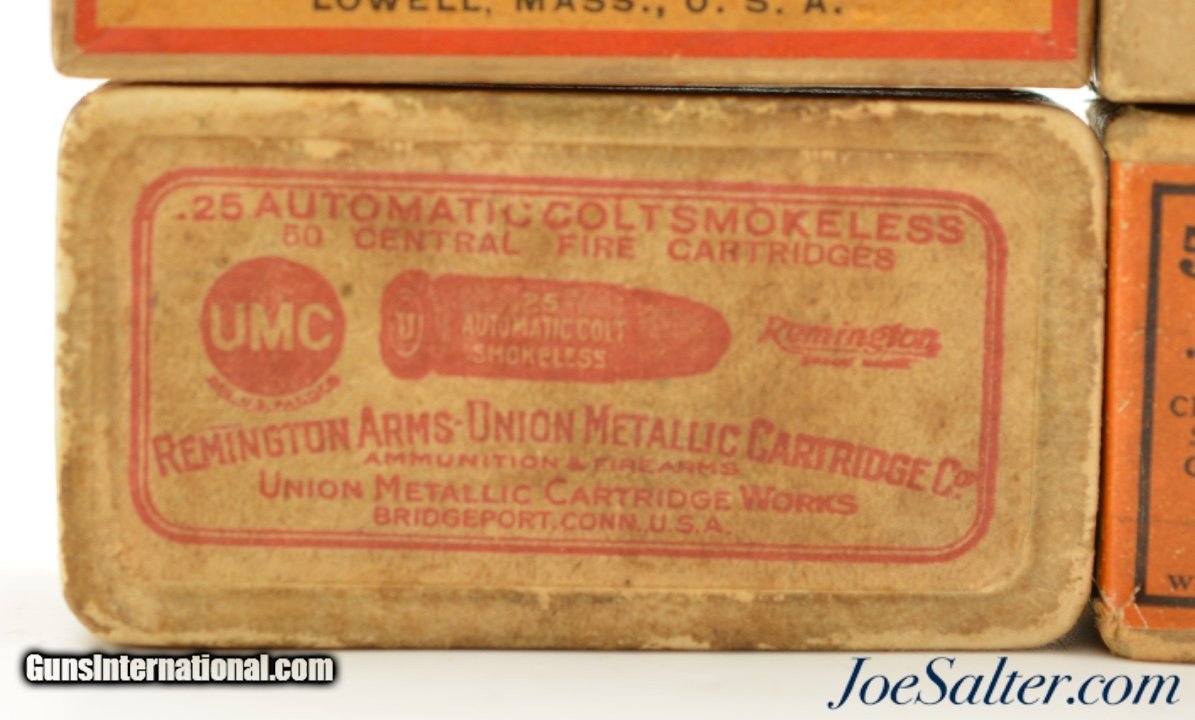 LOWELL, MASS., U. S. A.
.25 AUTOMATIC COLT SMOKELESS
50 CENTRAL FIRE CARTRIDGES
UMC
25
AUTOMATIC COLT
SMOKELESS
U
Remington
REMINGTON ARMS-UNION METALLIC CARTRIDGE CO.
AMMUNITION & FIREARMS
UNION METALLIC CARTRIDGE WORKS
BRIDGEPORT, CONN. U.S.A.
GunsInternational.com
JoeSalter.com